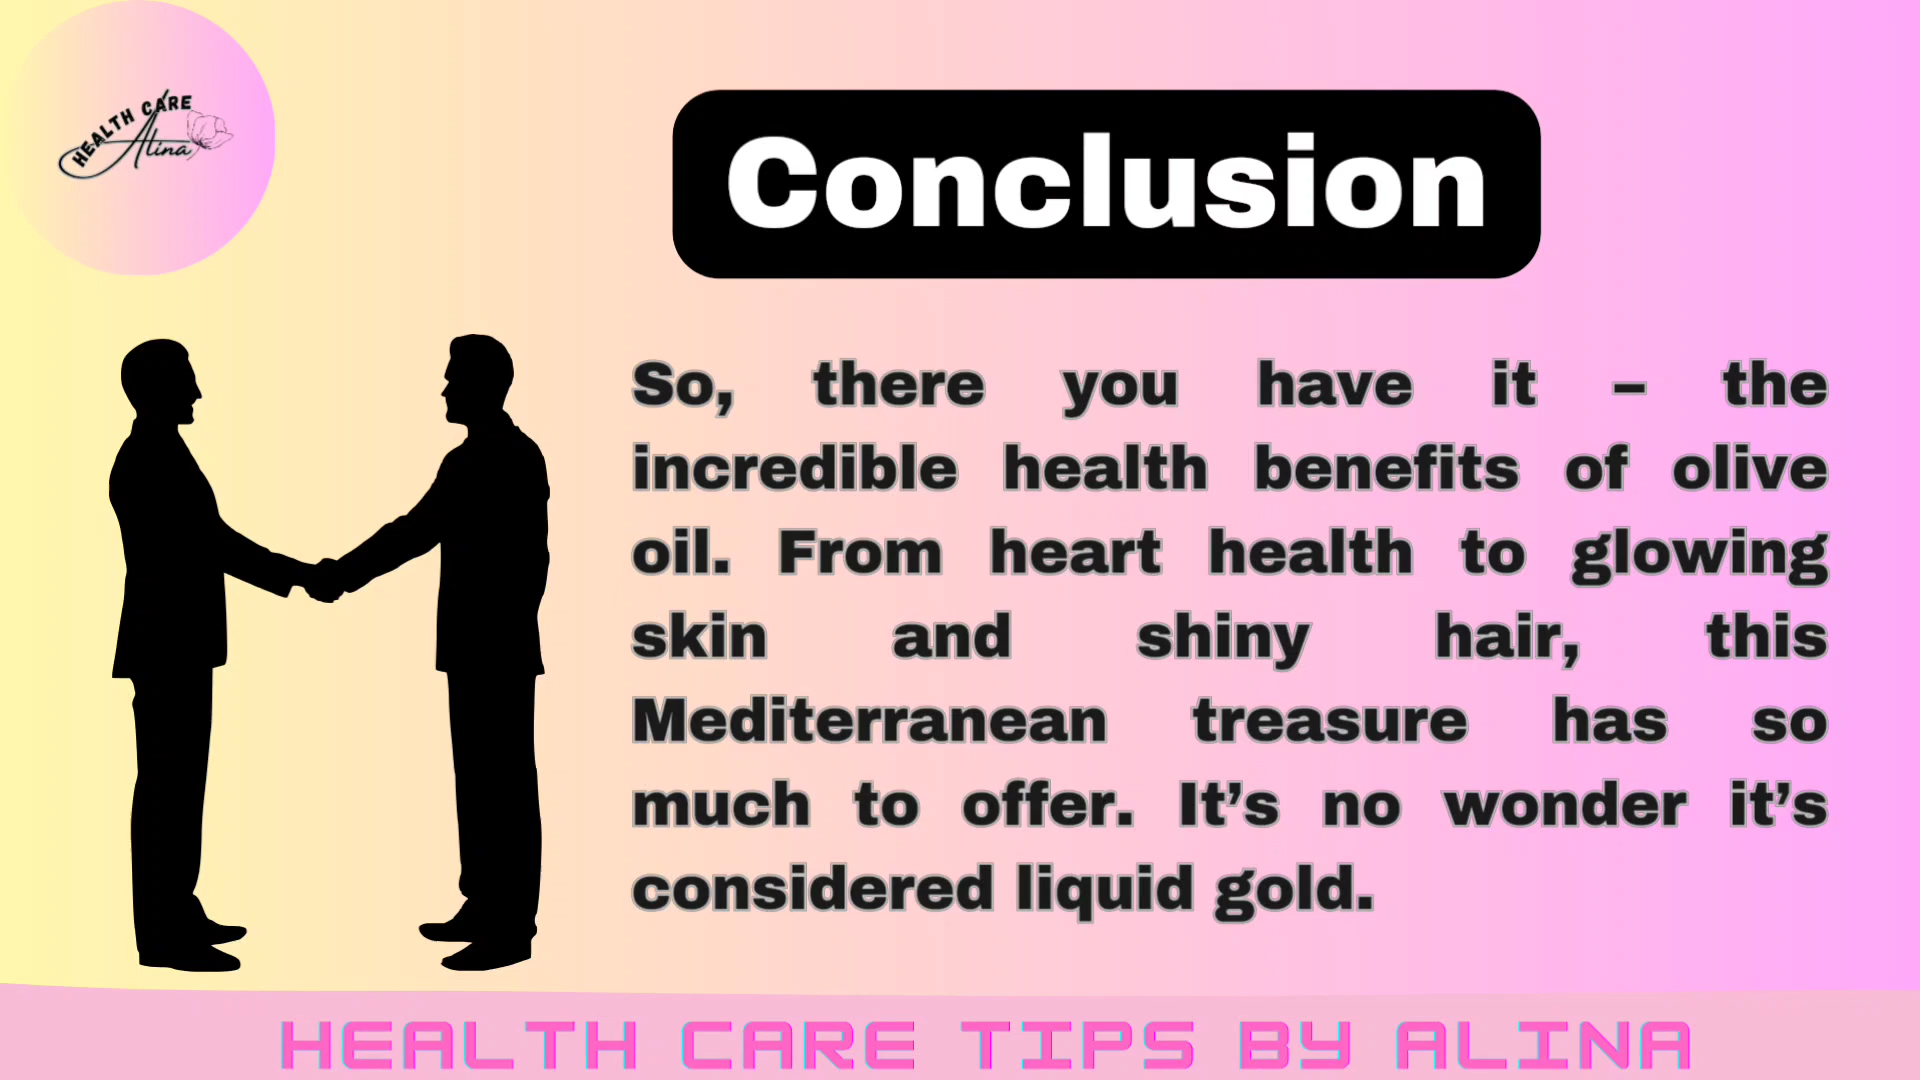 HEALTH CARE
Alina
Conclusion
So, there you have it – the
incredible health benefits of olive
oil. From heart health to glowing
skin and shiny hair, this
Mediterranean treasure has so
much to offer. It’s no wonder it’s
considered liquid gold.
HEALTH CARE TIPS BY ALINA